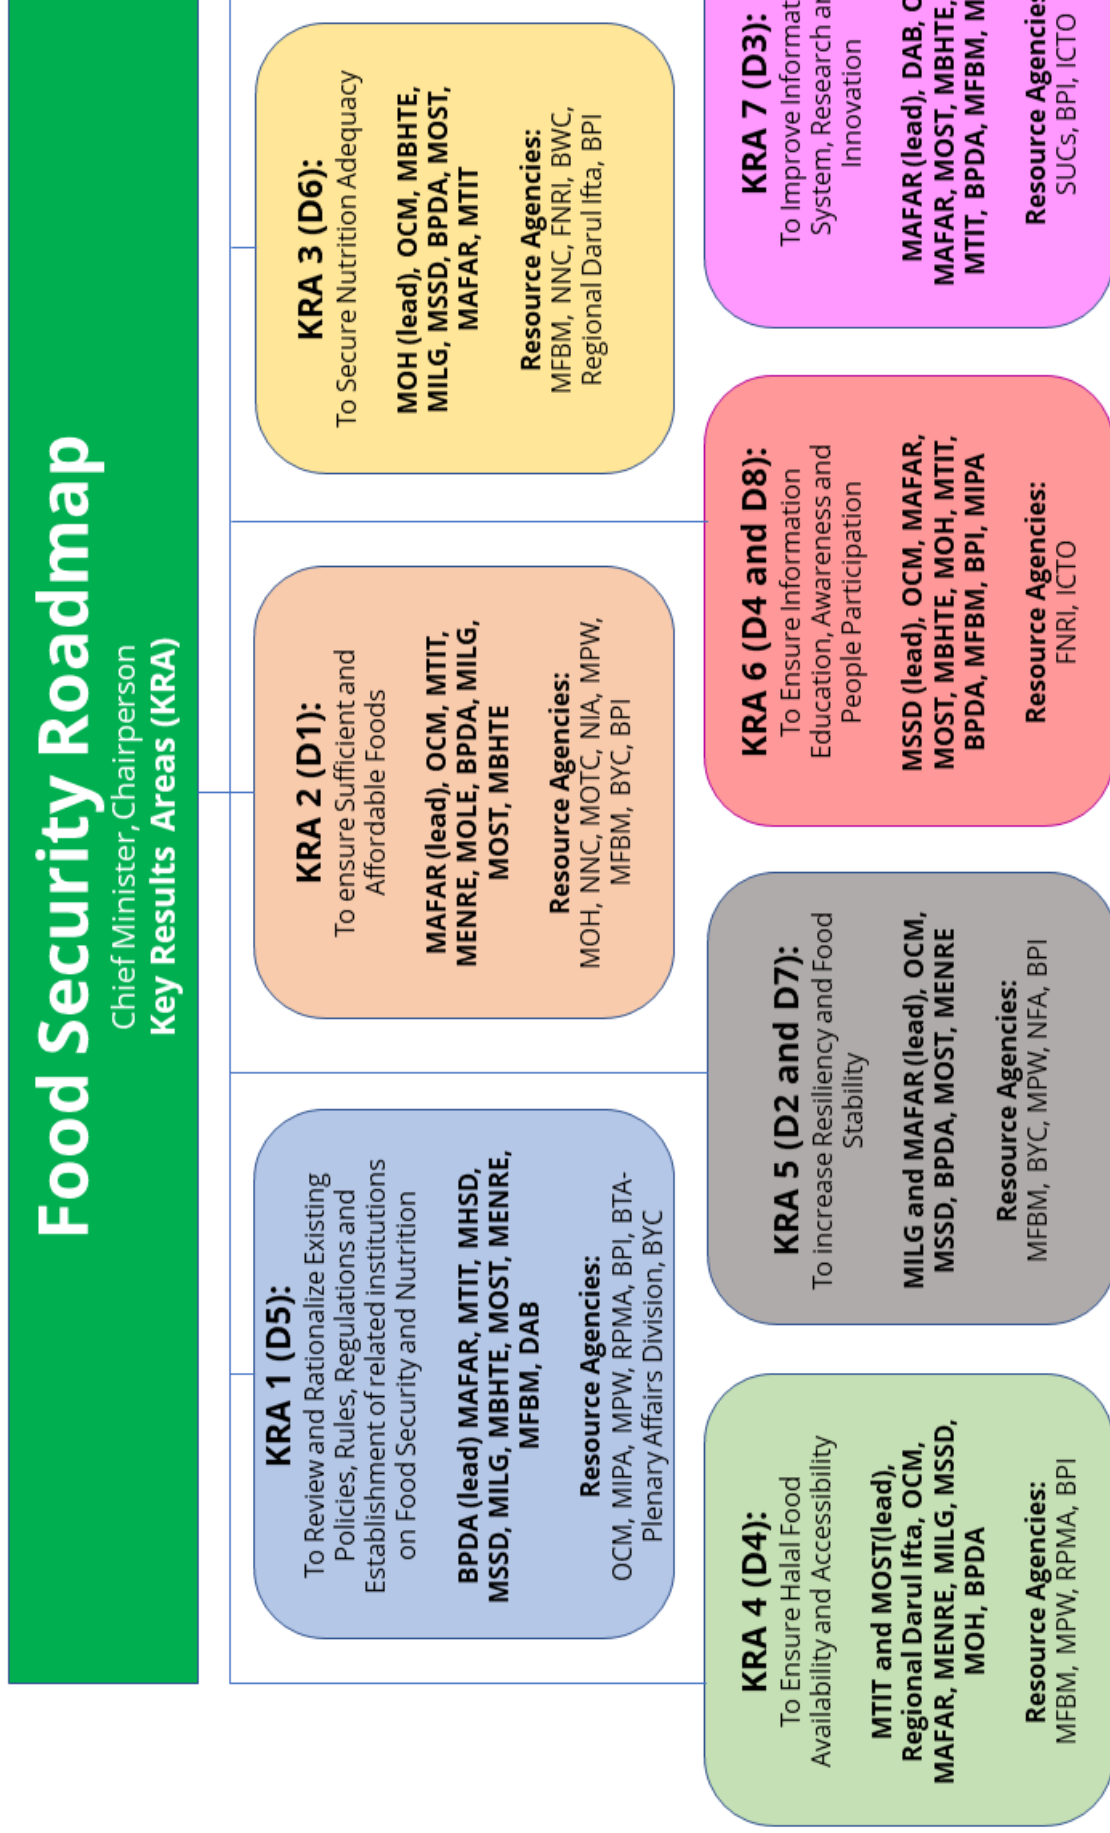 Food Security Roadmap
Chief Minister, Chairperson
Key Results Areas (KRA)
KRA 1 (D5):
To Review and Rationalize Existing
Policies, Rules, Regulations and
Establishment of related institutions
on Food Security and Nutrition
BPDA (lead) MAFAR, MTIT, MHSD,
MSSD, MILG, MBHTE, MOST, MENRE,
MFBM, DAB
Resource Agencies:
OCM, MIPA, MPW, RPMA, BPI, BTA-
Plenary Affairs Division, BYC
KRA 2 (D1):
To ensure Sufficient and
Affordable Foods
MAFAR (lead), OCM, MTIT,
MENRE, MOLE, BPDA, MILG,
MOST, MBHTE
Resource Agencies:
MOH, NNC, MOTC, NIA, MPW,
MFBM, BYC, BPI
KRA 3 (D6):
To Secure Nutrition Adequacy
MOH (lead), OCM, MBHTE,
MILG, MSSD, BPDA, MOST,
MAFAR, MTIT
Resource Agencies:
MFBM, NNC, FNRI, BWC,
Regional Darul Ifta, BPI
KRA 4 (D4):
To Ensure Halal Food
Availability and Accessibility
MTIT and MOST(lead),
Regional Darul Ifta, OCM,
MAFAR, MENRE, MILG, MSSD,
MOH, BPDA
Resource Agencies:
MFBM, MPW, RPMA, BPI
KRA 5 (D2 and D7):
To increase Resiliency and Food
Stability
MILG and MAFAR (lead), OCM,
MSSD, BPDA, MOST, MENRE
Resource Agencies:
MFBM, BYC, MPW, NFA, BPI
KRA 6 (D4 and D8):
To Ensure Information
Education, Awareness and
People Participation
MSSD (lead), OCM, MAFAR,
MOST, MBHTE, MOH, MTIT,
BPDA, MFBM, BPI, MIPA
Resource Agencies:
FNRI, ICTO
KRA 7 (D3):
To Improve
System, Research
Innovation
MAFAR (lead), DAB,
MAFAR, MOST, MBHTE,
MTIT, BPDA, MFBM,
Resource Agencies
SUCs, BPI, ICTO